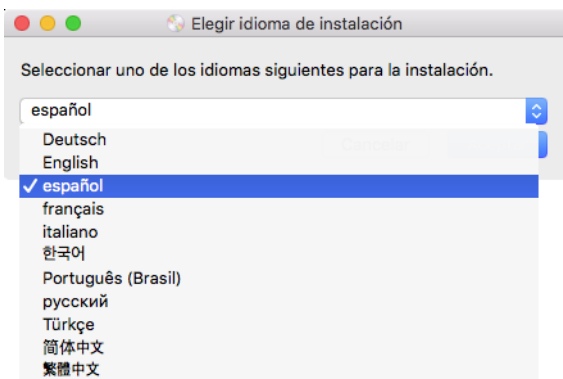 Elegir idioma de instalación
Seleccionar uno de los idiomas siguientes para la instalación.
español
Cancelar
Deutsch
English
✓ español
français
italiano
한국어
Português (Brasil)
русский
Türkçe
简体中文
繁體中文